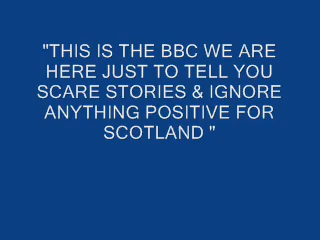 "THIS IS THE BBC WE ARE
HERE JUST TO TELL YOU
SCARE STORIES & IGNORE
ANYTHING POSITIVE FOR
SCOTLAND "